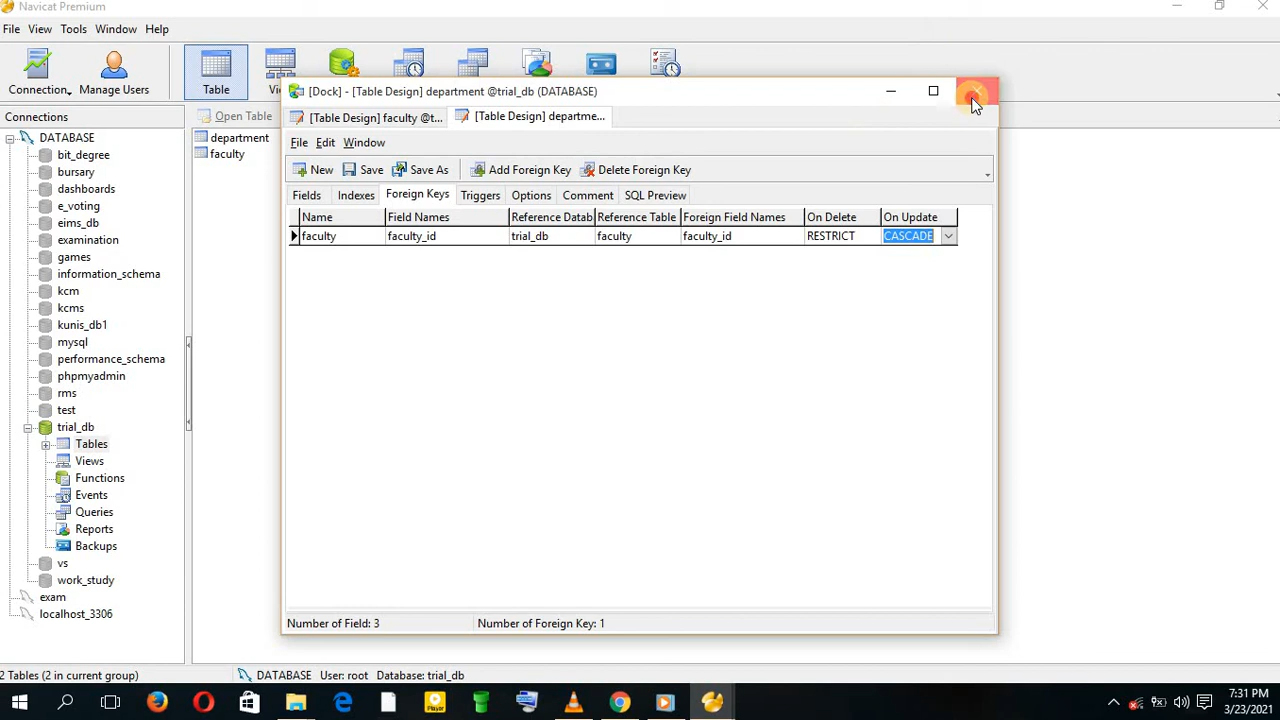 Navicat Premium
File View Tools Window Help
Connection Manage Users Table
[Dock] - [Table Design] department @trial_db (DATABASE)
[Table Design] faculty @t... [Table Design] departme...
File Edit Window
New Save Save As Add Foreign Key Delete Foreign Key
Fields Indexes Foreign Keys Triggers Options Comment SQL Preview
Name Field Names Reference Datab Reference Table Foreign Field Names On Delete On Update
faculty faculty_id trial_db faculty faculty_id RESTRICT CASCADE
Number of Field: 3 Number of Foreign Key: 1
Connections
DATABASE
bit_degree
bursary
dashboards
e_voting
eims_db
examination
games
information_schema
kcm
kcms
kunis_db1
mysql
performance_schema
phpmyadmin
rms
test
trial_db
Tables
Views
Functions
Events
Queries
Reports
Backups
vs
work_study
exam
localhost_3306
Open Table
department
faculty
2 Tables (2 in current group) DATABASE User: root Database: trial_db
Player
7:31 PM
3/23/2021